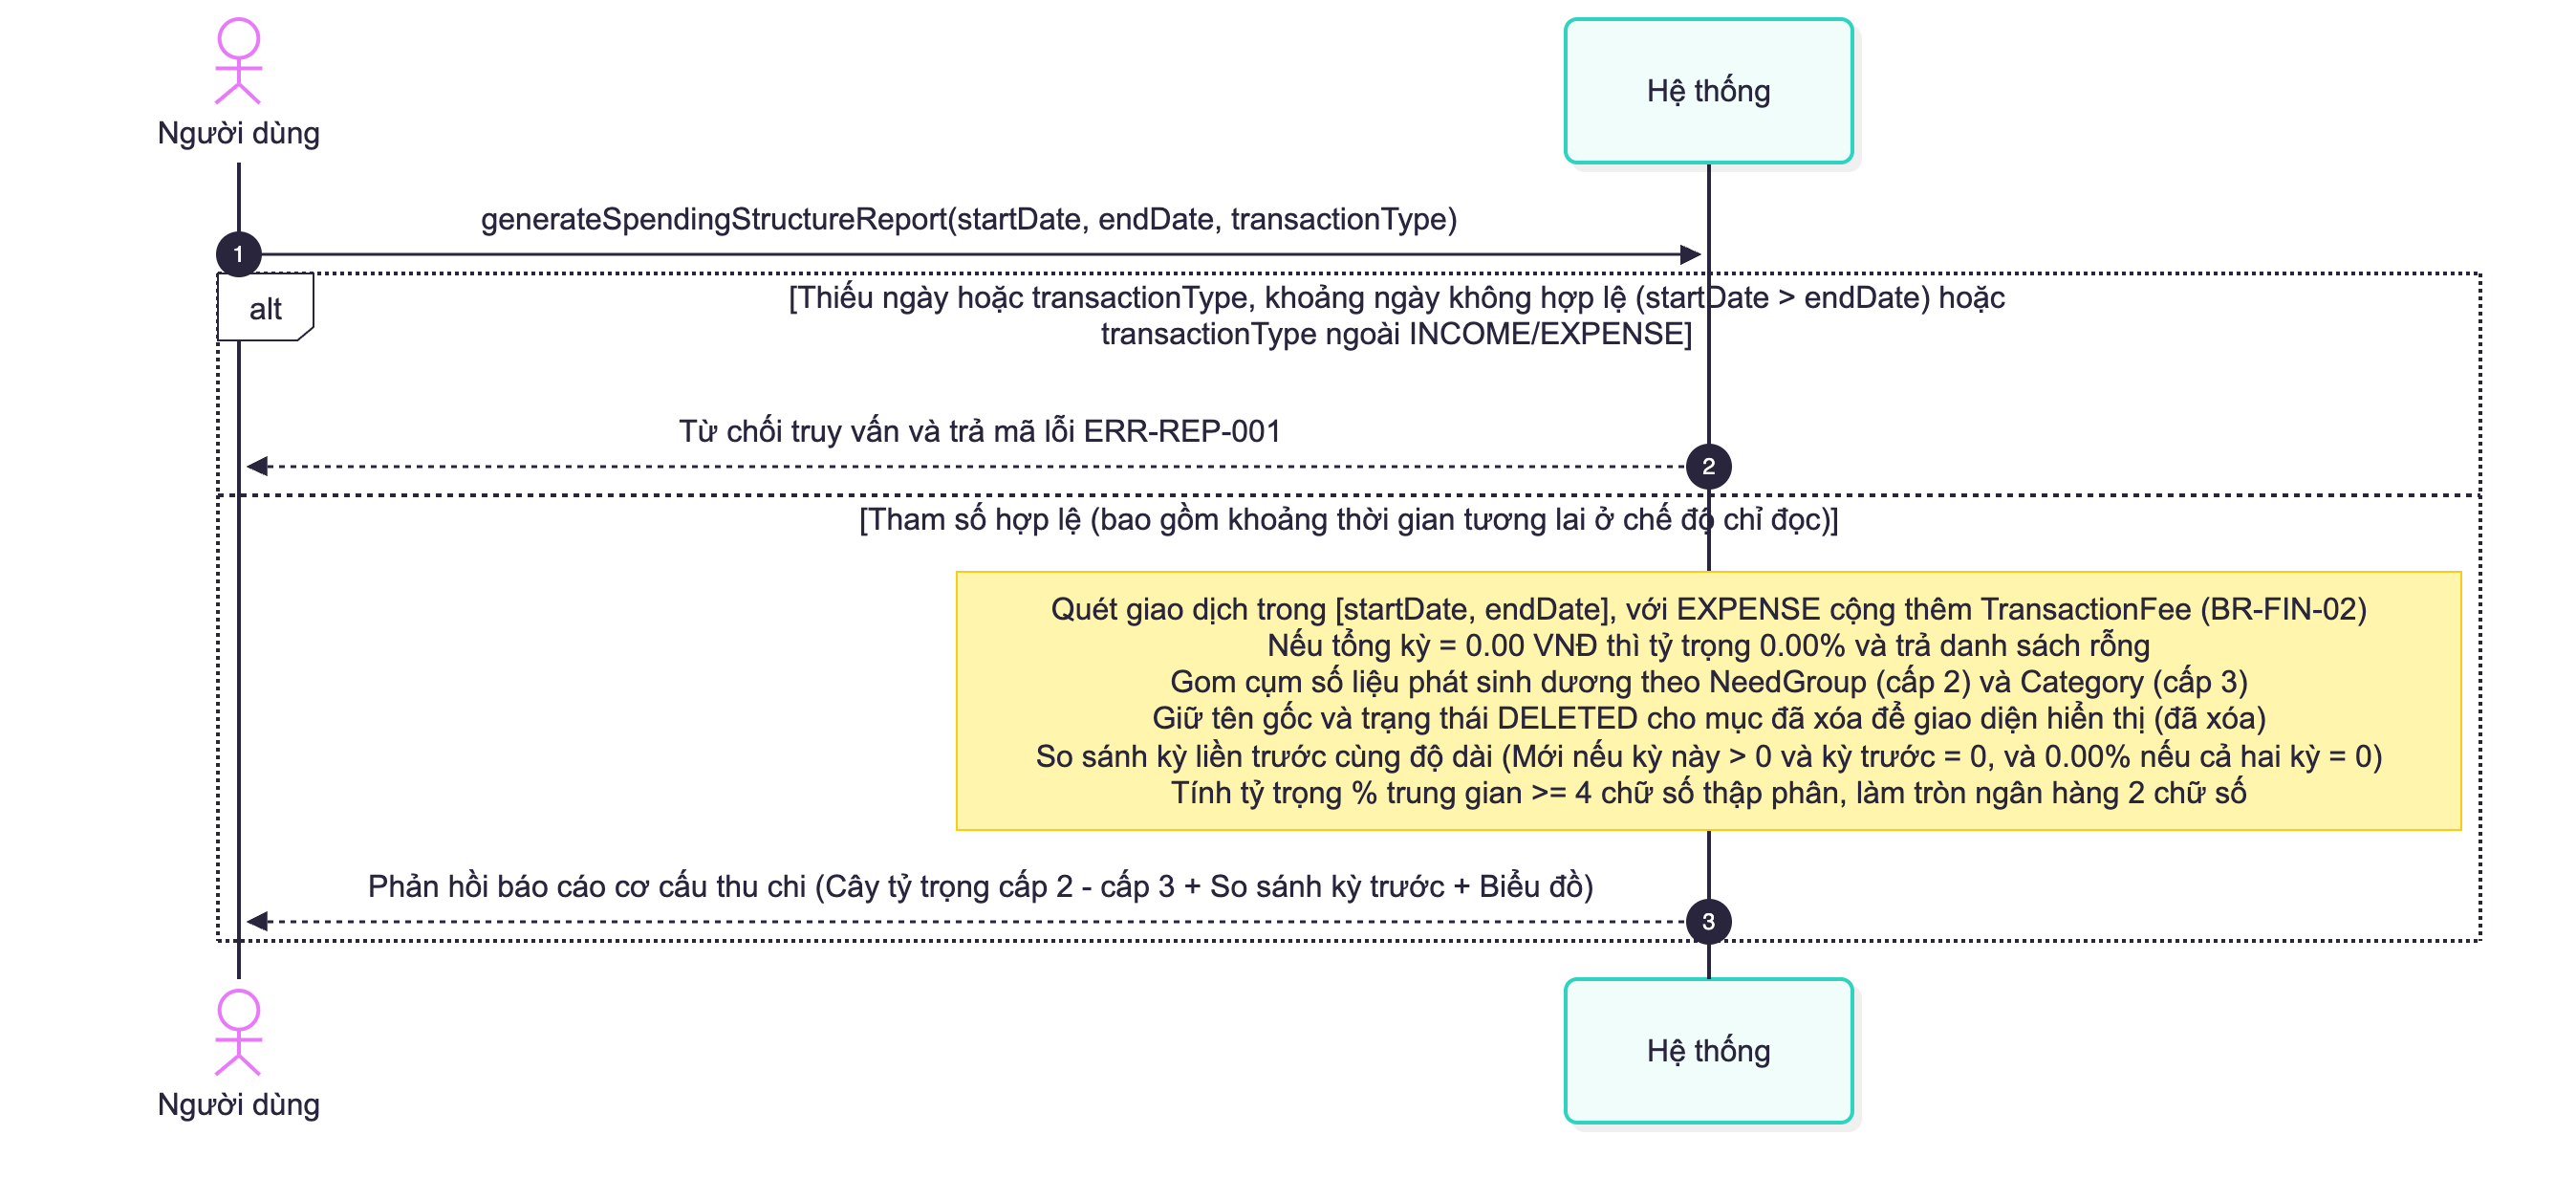 Người dùng
Hệ thống
generateSpendingStructureReport(startDate, endDate, transactionType)
1
alt
[Thiếu ngày hoặc transactionType, khoảng ngày không hợp lệ (startDate > endDate) hoặc
transactionType ngoài INCOME/EXPENSE]
Từ chối truy vấn và trả mã lỗi ERR-REP-001
2
[Tham số hợp lệ (bao gồm khoảng thời gian tương lai ở chế độ chỉ đọc)]
Quét giao dịch trong [startDate, endDate], với EXPENSE cộng thêm TransactionFee (BR-FIN-02)
Nếu tổng kỳ = 0.00 VNĐ thì tỷ trọng 0.00% và trả danh sách rỗng
Gom cụm số liệu phát sinh dương theo NeedGroup (cấp 2) và Category (cấp 3)
Giữ tên gốc và trạng thái DELETED cho mục đã xóa để giao diện hiển thị (đã xóa)
So sánh kỳ liền trước cùng độ dài (Mới nếu kỳ này > 0 và kỳ trước = 0, và 0.00% nếu cả hai kỳ = 0)
Tính tỷ trọng % trung gian >= 4 chữ số thập phân, làm tròn ngân hàng 2 chữ số
Phản hồi báo cáo cơ cấu thu chi (Cây tỷ trọng cấp 2 - cấp 3 + So sánh kỳ trước + Biểu đồ)
3
Người dùng
Hệ thống